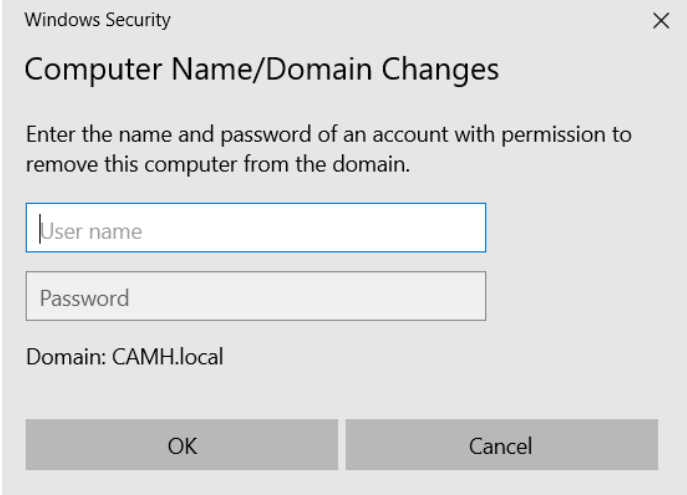 Windows Security
Computer Name/Domain Changes
Enter the name and password of an account with permission to
remove this computer from the domain.
User name
Password
Domain: CAMH.local
OK
Cancel